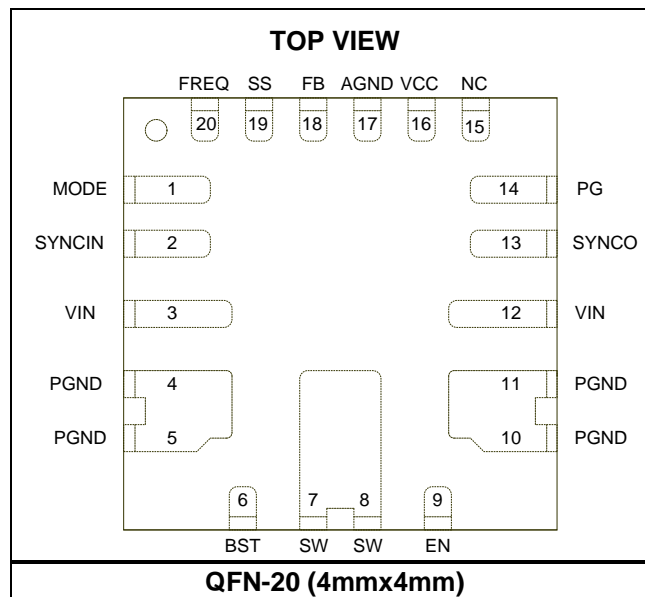 TOP VIEW
FREQ SS FB AGND VCC NC
20 19 18 17 16 15
MODE 1 14 PG
SYNCIN 2 13 SYNCO
VIN 3 12 VIN
PGND 4 11 PGND
PGND 5 10 PGND
6 7 8 9
BST SW SW EN
QFN-20 (4mmx4mm)